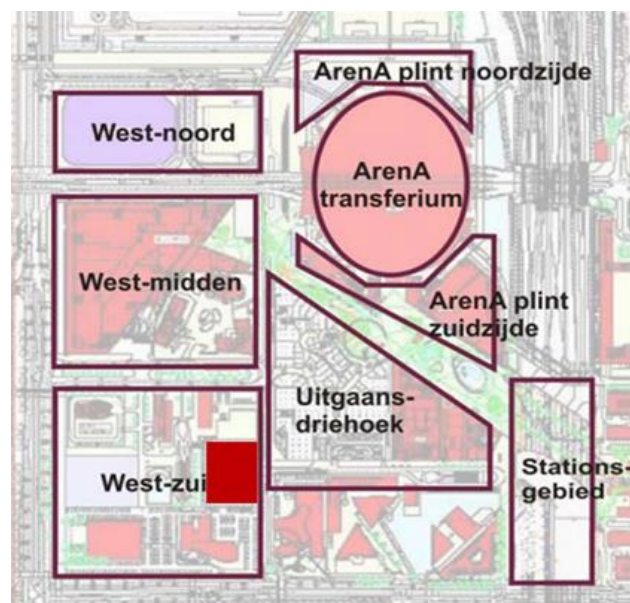 ArenA plint noordzijde
West-noord
ArenA
transferium
West-midden
ArenA plint
zuidzijde
Uitgaans-
driehoek
West-zui
Stations-
gebied